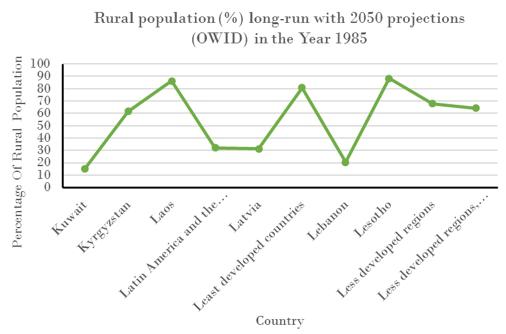 Rural population (%) long-run with 2050 projections
(OWID) in the Year 1985
Percentage Of Rural Population
100
90
80
70
60
50
40
30
20
10
0
Kuwait
Kyrgyzstan
Laos
Latin America and the…
Latvia
Least developed countries
Lebanon
Lesotho
Less developed regions
Less developed regions,…
Country